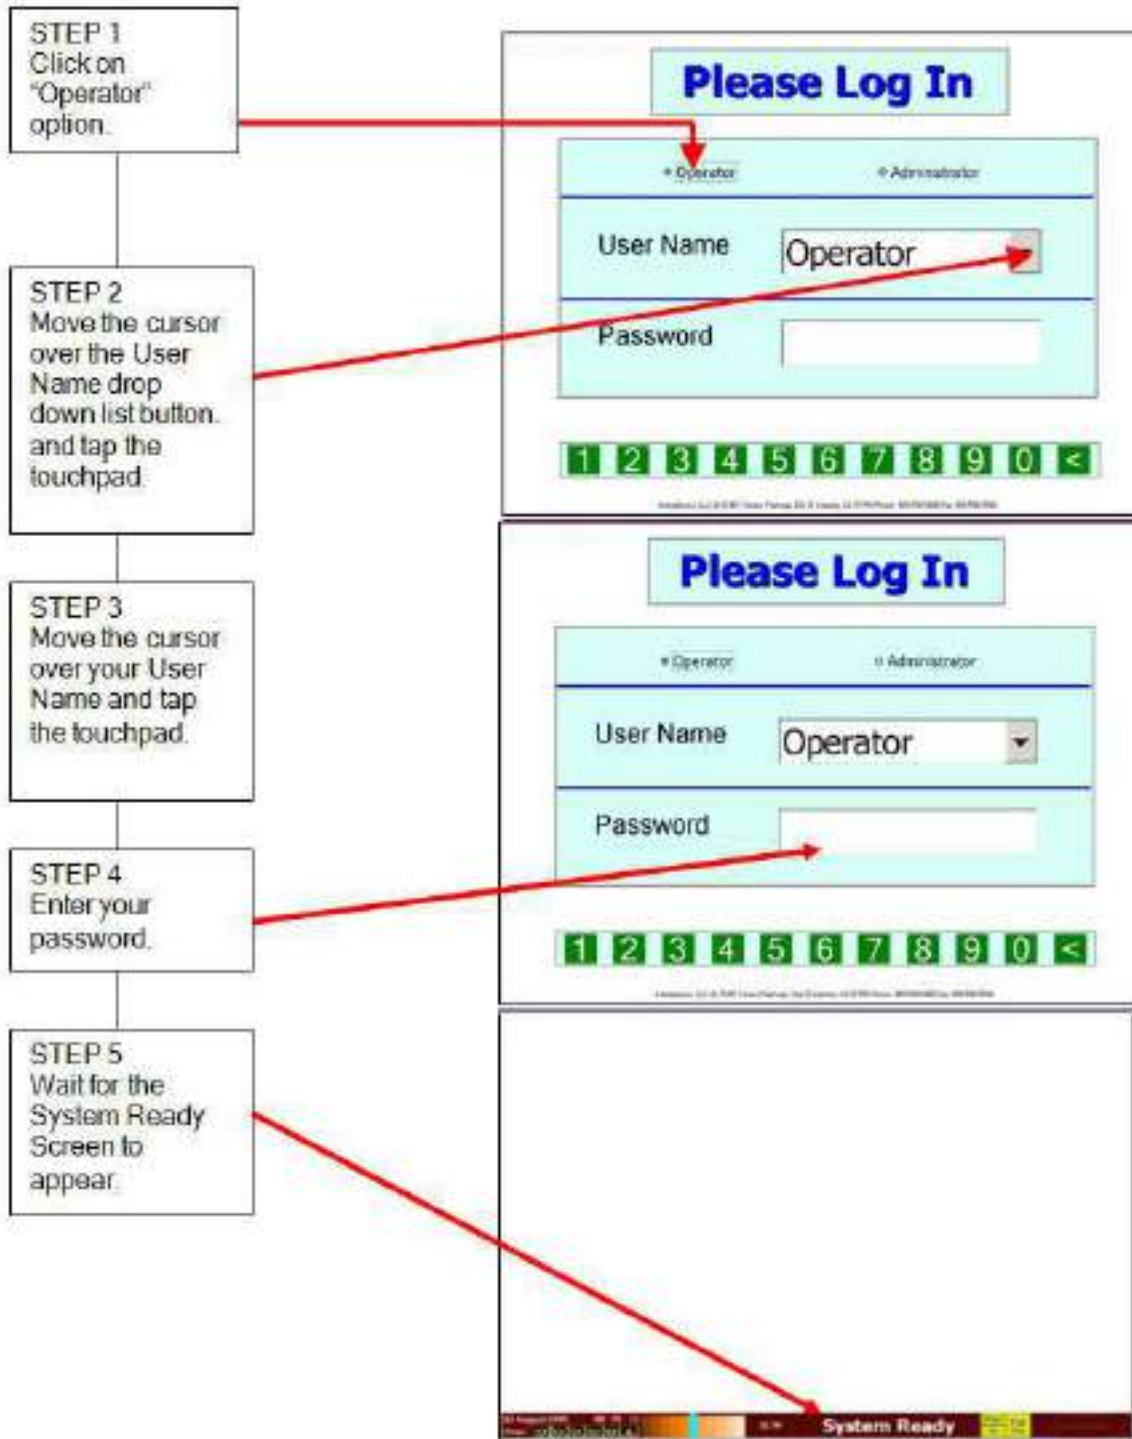 STEP 1
Click on
"Operator"
option.
STEP 2
Move the cursor
over the User
Name drop
down list button.
and tap the
touchpad
STEP 3
Move the cursor
over your User
Name and tap
the touchpad.
STEP 4
Enter your
password.
STEP 5
Wait for the
System Ready
Screen to
appear.
Please Log In
Operator Administrator
User Name Operator
Password
1 2 3 4 5 6 7 8 9 0 <
Please Log In
Operator Administrator
User Name Operator
Password
1 2 3 4 5 6 7 8 9 0 <
System Ready